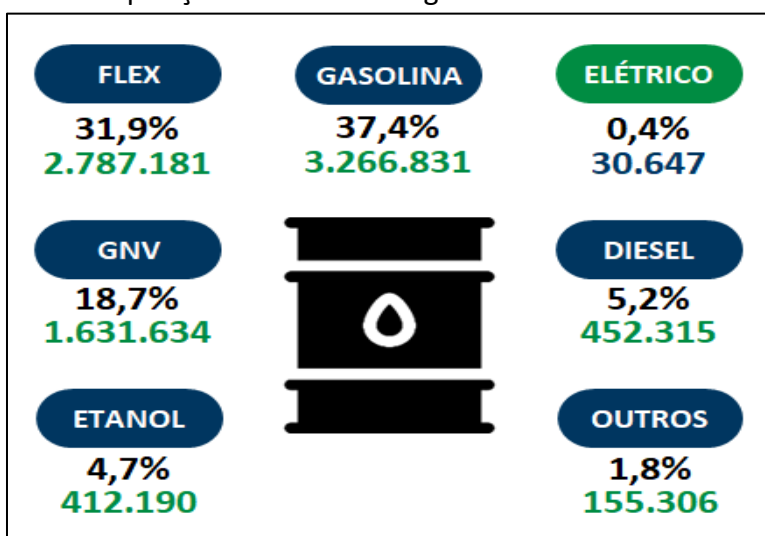 FLEX
31,9%
2.787.181
GASOLINA
37,4%
3.266.831
ELÉTRICO
0,4%
30.647
GNV
18,7%
1.631.634
DIESEL
5,2%
452.315
ETANOL
4,7%
412.190
OUTROS
1,8%
155.306